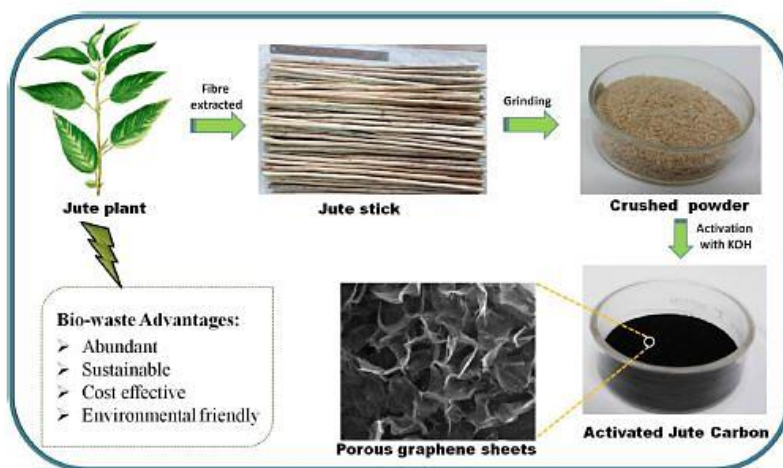 Fibre
extracted
Grinding
Jute plant
Jute stick
Crushed powder
Activation
with KOH
Bio-waste Advantages:
➢ Abundant
➢ Sustainable
➢ Cost effective
➢ Environmental friendly
Porous graphene sheets
Activated Jute Carbon